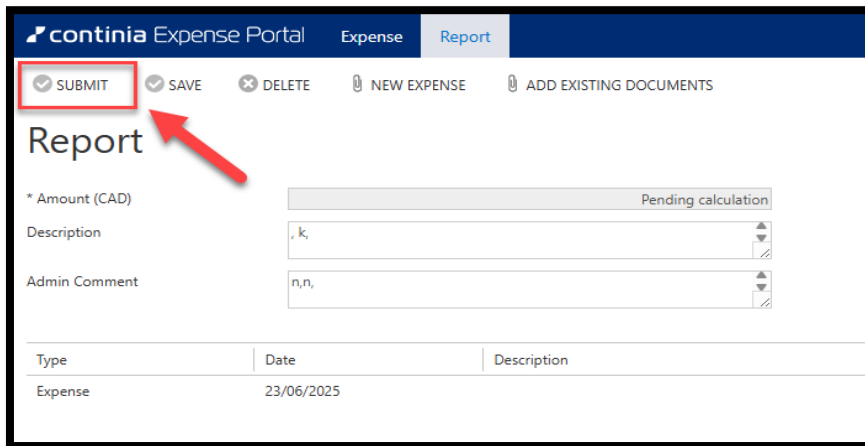 continia Expense Portal Expense Report
SUBMIT SAVE DELETE NEW EXPENSE ADD EXISTING DOCUMENTS
Report
* Amount (CAD) Pending calculation
Description , k,
Admin Comment n,n,
Type Date Description
Expense 23/06/2025